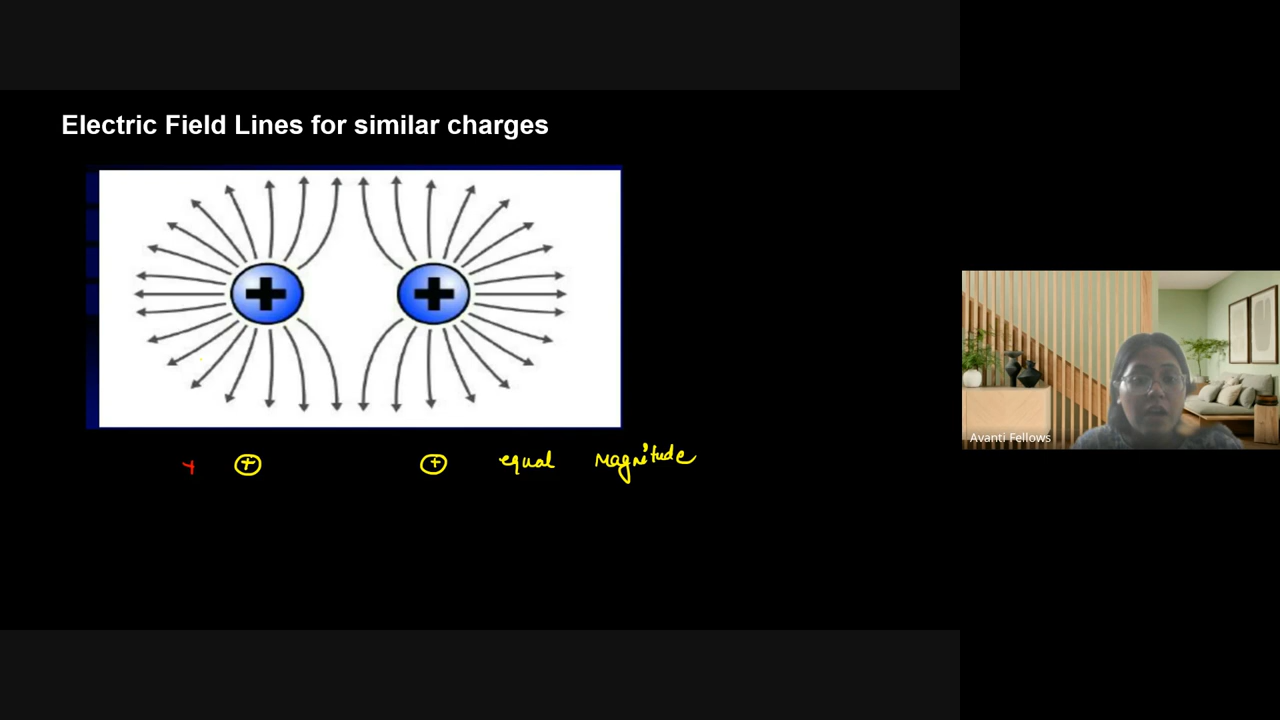 Electric Field Lines for similar charges
+ +
Avanti Fellows
+ + + equal Magnitude